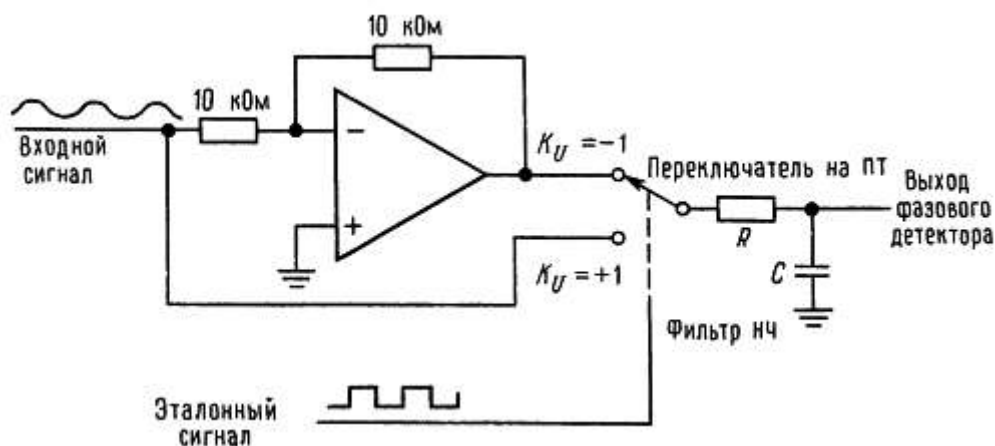 10 кОм
10 кОм
Входной
сигнал
−
+
K_U = −1
K_U = +1
Переключатель на ПТ
R
C
Выход
фазового
детектора
Фильтр НЧ
Эталонный
сигнал